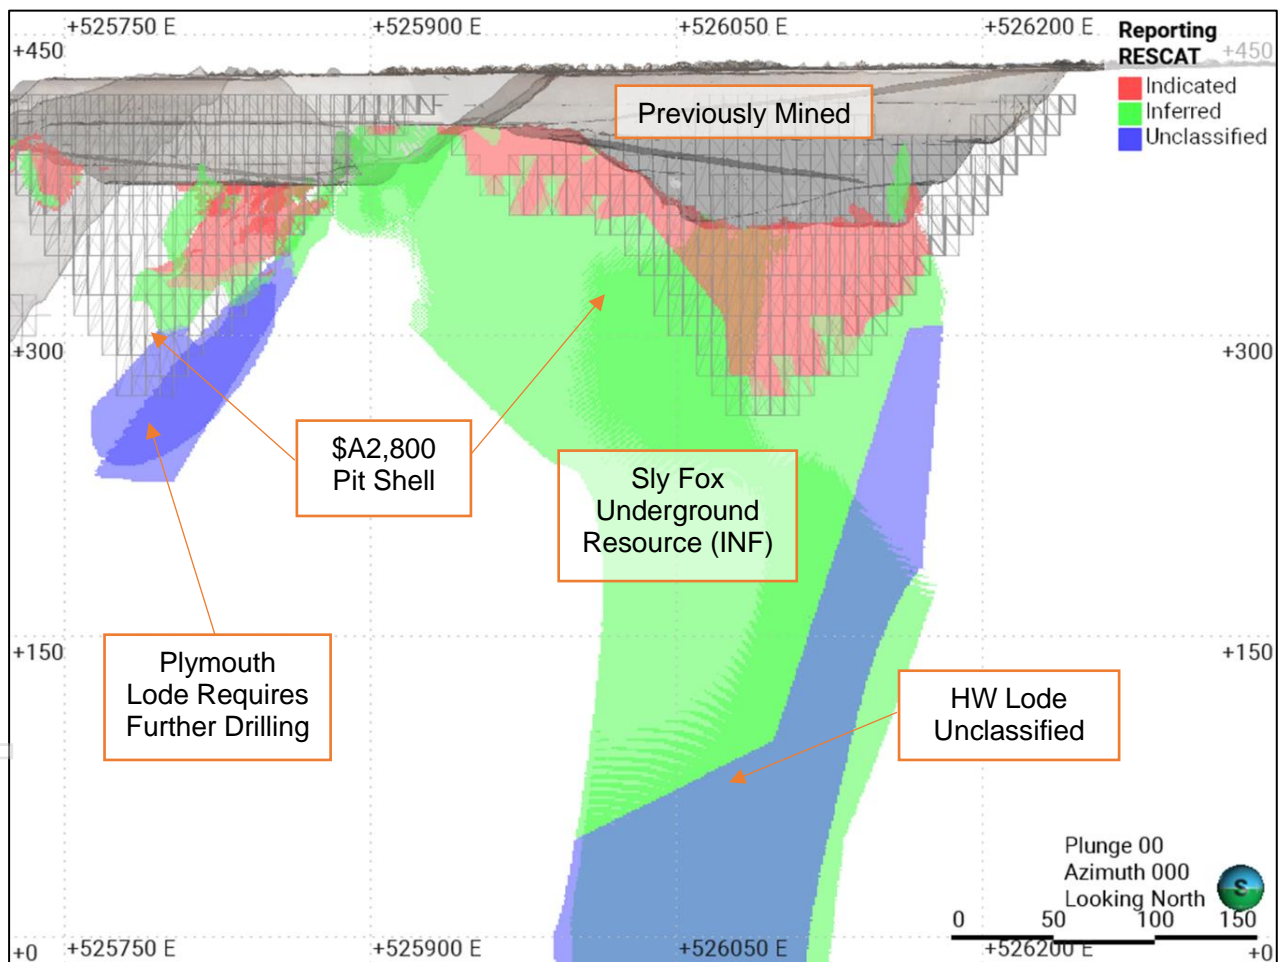 +525750 E
+525900 E
+526050 E
+526200 E
+450
+450
Reporting
RESCAT
Indicated
Inferred
Unclassified
Previously Mined
+300
+300
$A2,800
Pit Shell
Sly Fox
Underground
Resource (INF)
+150
+150
Plymouth
Lode Requires
Further Drilling
HW Lode
Unclassified
Plunge 00
Azimuth 000
Looking North
S
0 50 100 150
+0
+525750 E
+525900 E
+526050 E
+526200 E
+0